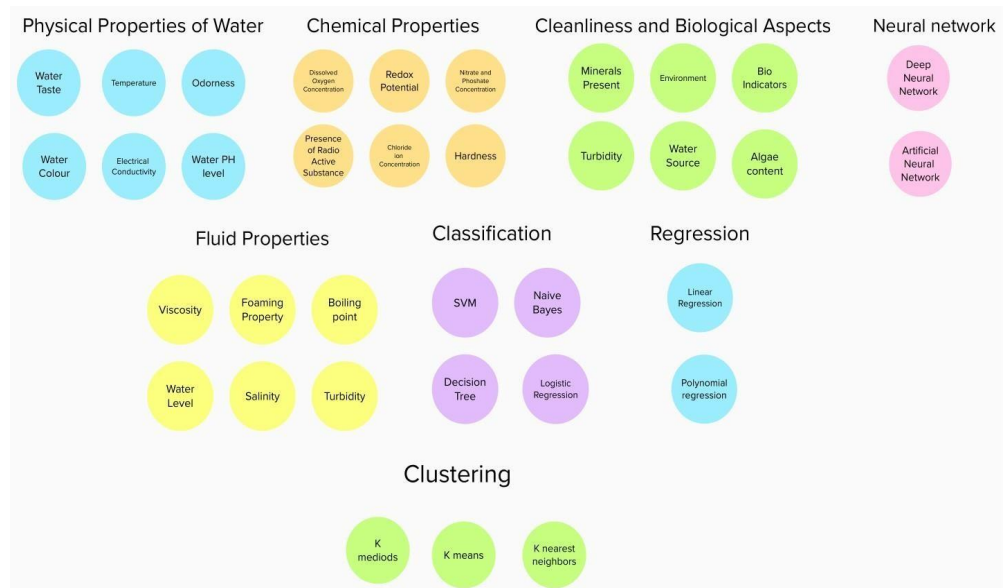 Physical Properties of Water
Water
Taste
Temperature
Odorness
Water
Colour
Electrical
Conductivity
Water PH
level
Chemical Properties
Dissolved
Oxygen
Concentration
Redox
Potential
Nitrate and
Phoshate
Concentration
Presence
of Radio
Active
Substance
Chloride
ion
Concentration
Hardness
Cleanliness and Biological Aspects
Minerals
Present
Environment
Bio
Indicators
Turbidity
Water
Source
Algae
content
Neural network
Deep
Neural
Network
Artificial
Neural
Network
Fluid Properties
Viscosity
Foaming
Property
Boiling
point
Water
Level
Salinity
Turbidity
Classification
SVM
Naive
Bayes
Decision
Tree
Logistic
Regression
Regression
Linear
Regression
Polynomial
regression
Clustering
K
mediods
K means
K nearest
neighbors